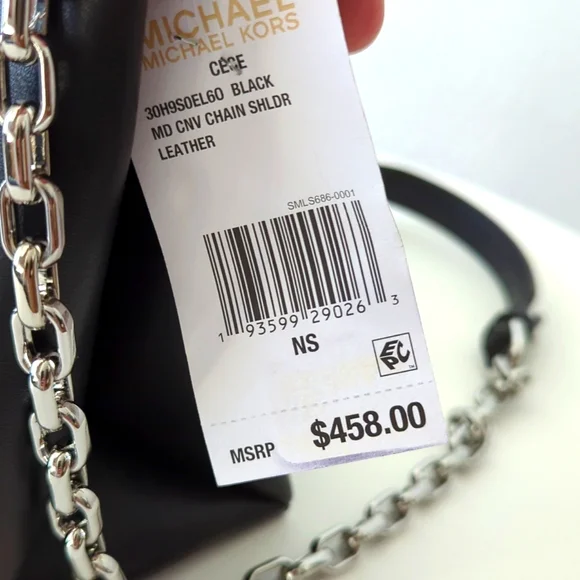 MICHAEL
MICHAEL KORS
CECE
30H9S0EL6O BLACK
MD CNV CHAIN SHLDR
LEATHER
SMLS686-0001
1 93599 29026 3
NS
EPC
MSRP $458.00